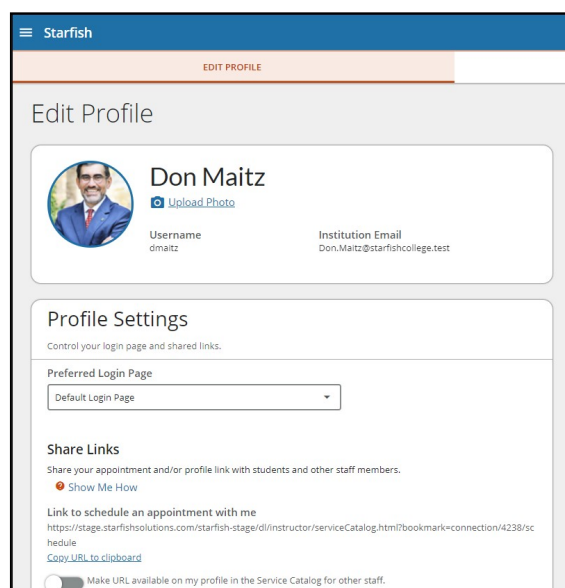 Starfish
EDIT PROFILE
Edit Profile
Don Maitz
Upload Photo
Username
Institution Email
dmaitz
Don.Maitz@starfishcollege.test
Profile Settings
Control your login page and shared links.
Preferred Login Page
Default Login Page
Share Links
Share your appointment and/or profile link with students and other staff members.
Show Me How
Link to schedule an appointment with me
https://stage.starfishsolutions.com/starfish-stage/dl/instructor/serviceCatalog.html?bookmark=connection/4238/sc
hedule
Copy URL to clipboard
Make URL available on my profile in the Service Catalog for other staff.